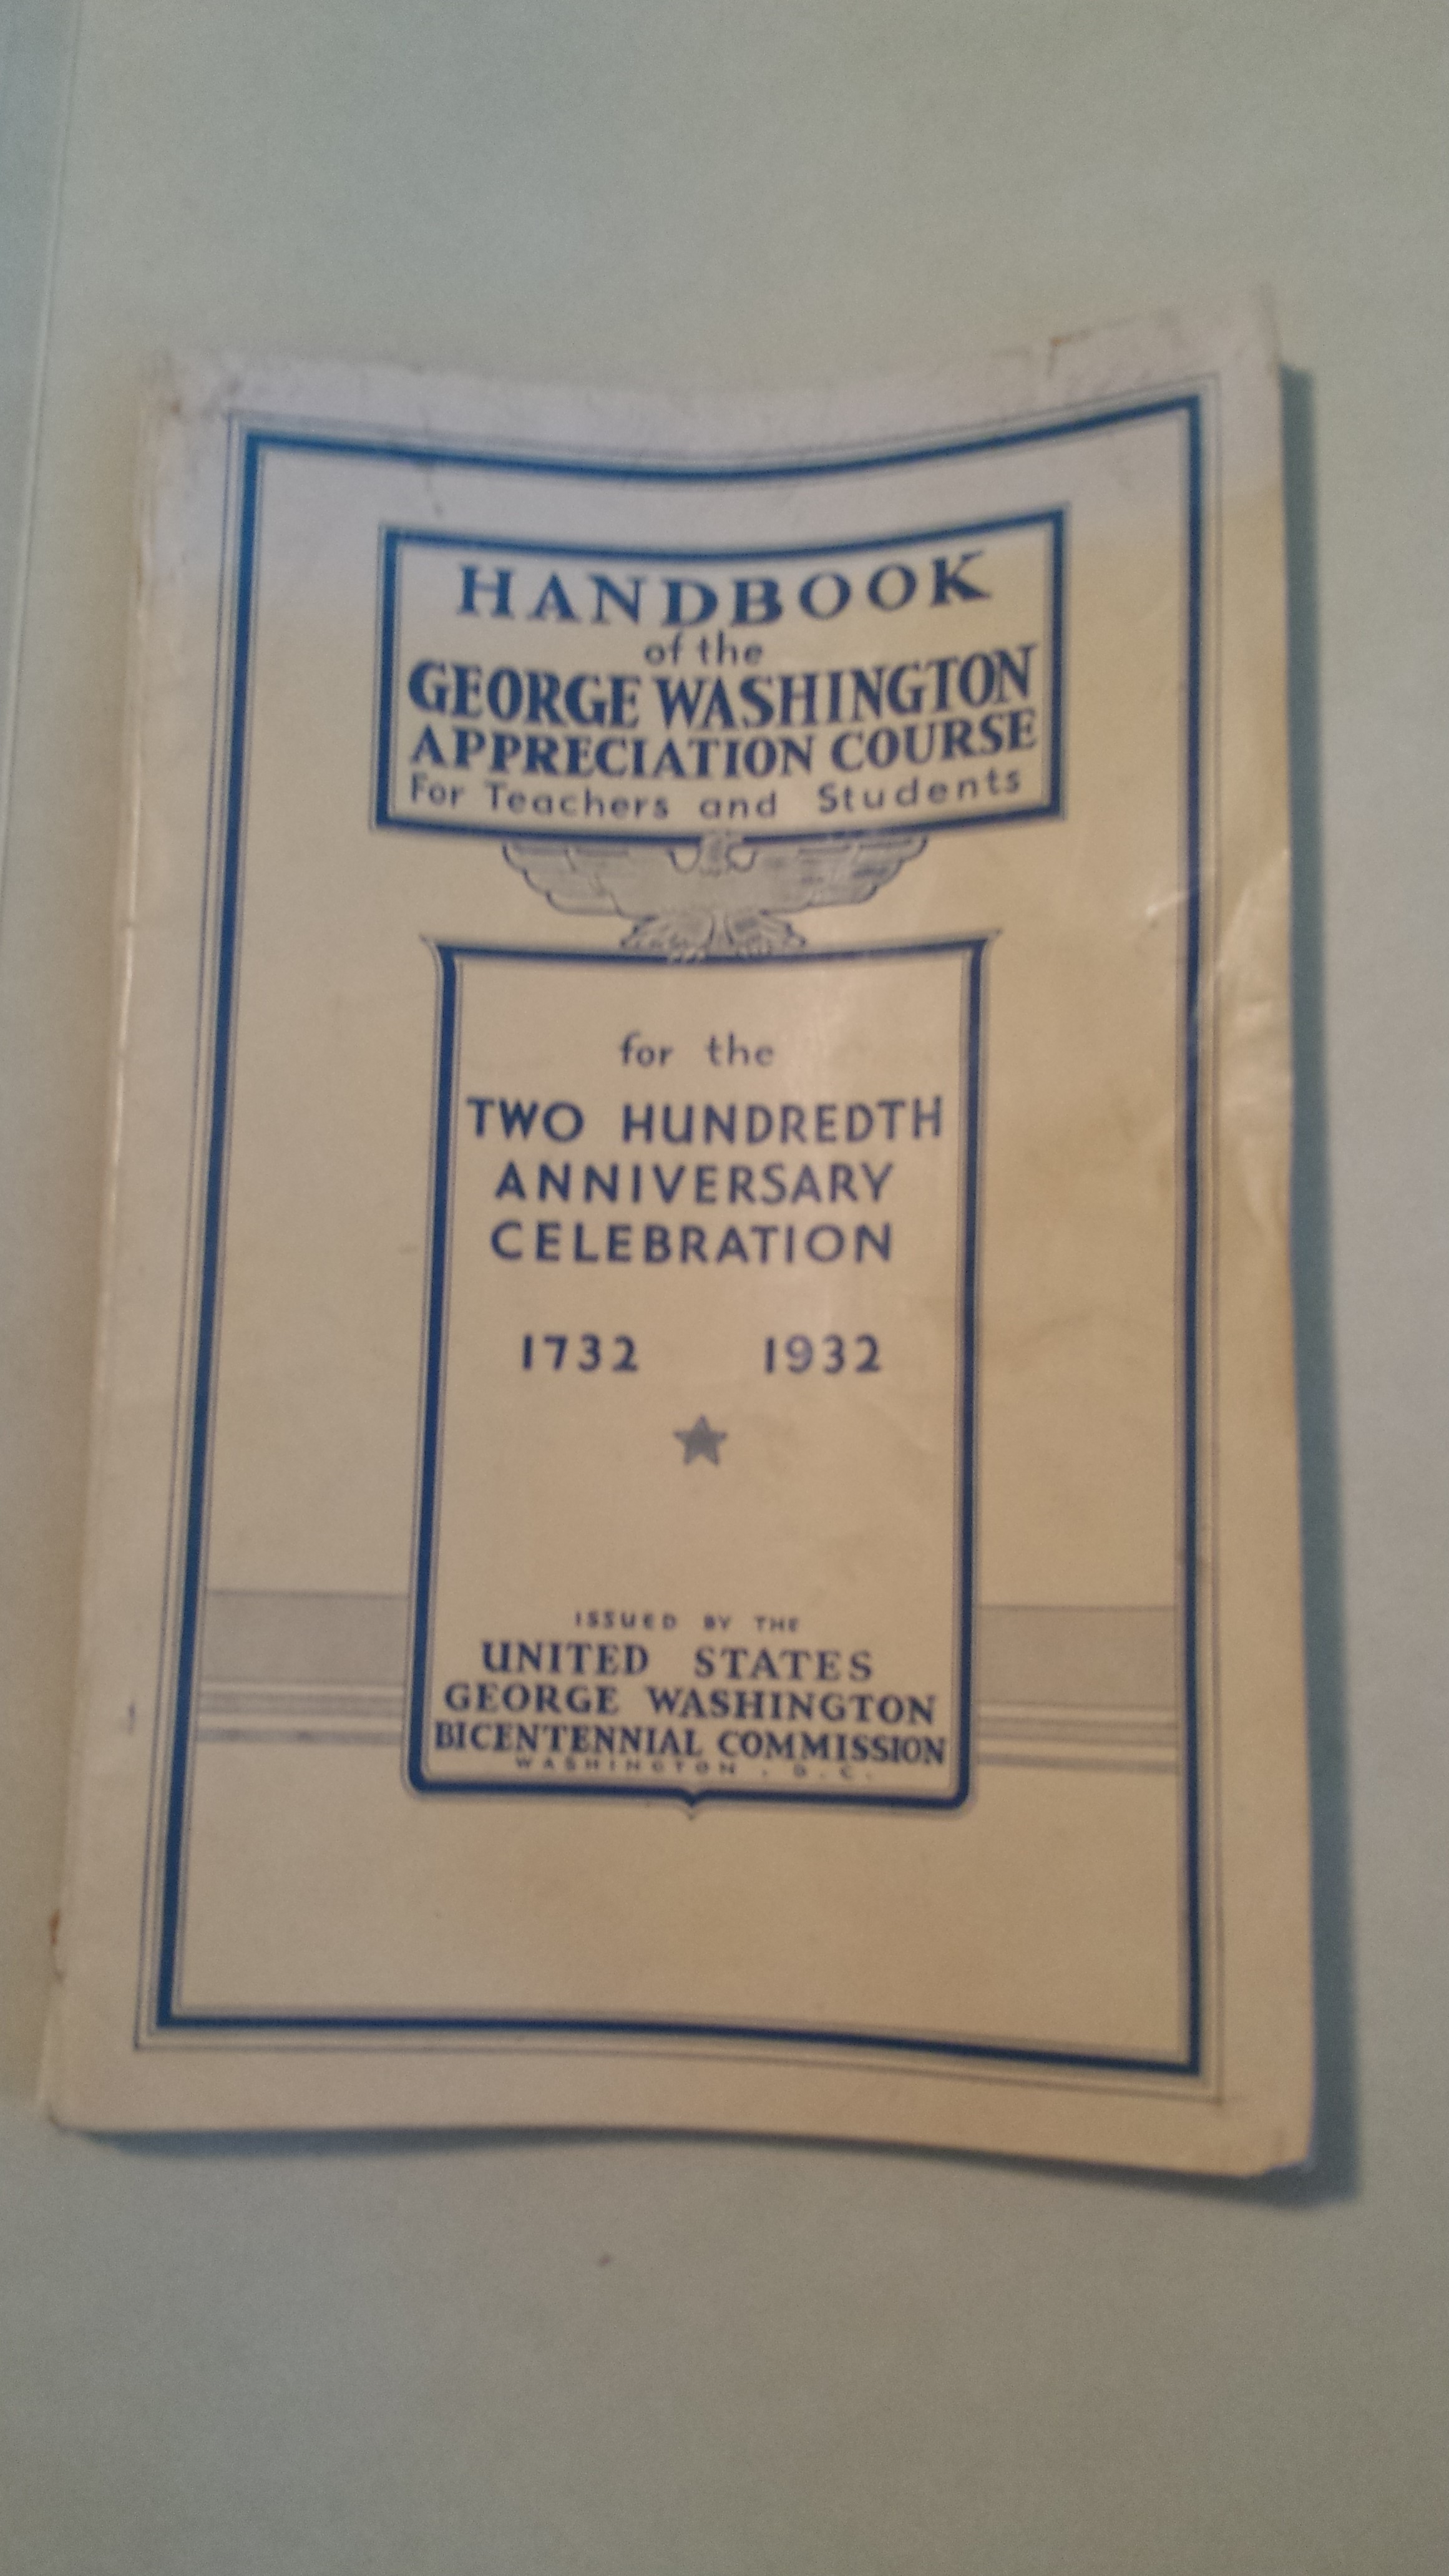 HANDBOOK
of the
GEORGE WASHINGTON
APPRECIATION COURSE
For Teachers and Students
for the
TWO HUNDREDTH
ANNIVERSARY
CELEBRATION
1732 1932
ISSUED BY THE
UNITED STATES
GEORGE WASHINGTON
BICENTENNIAL COMMISSION
WASHINGTON . D.C.